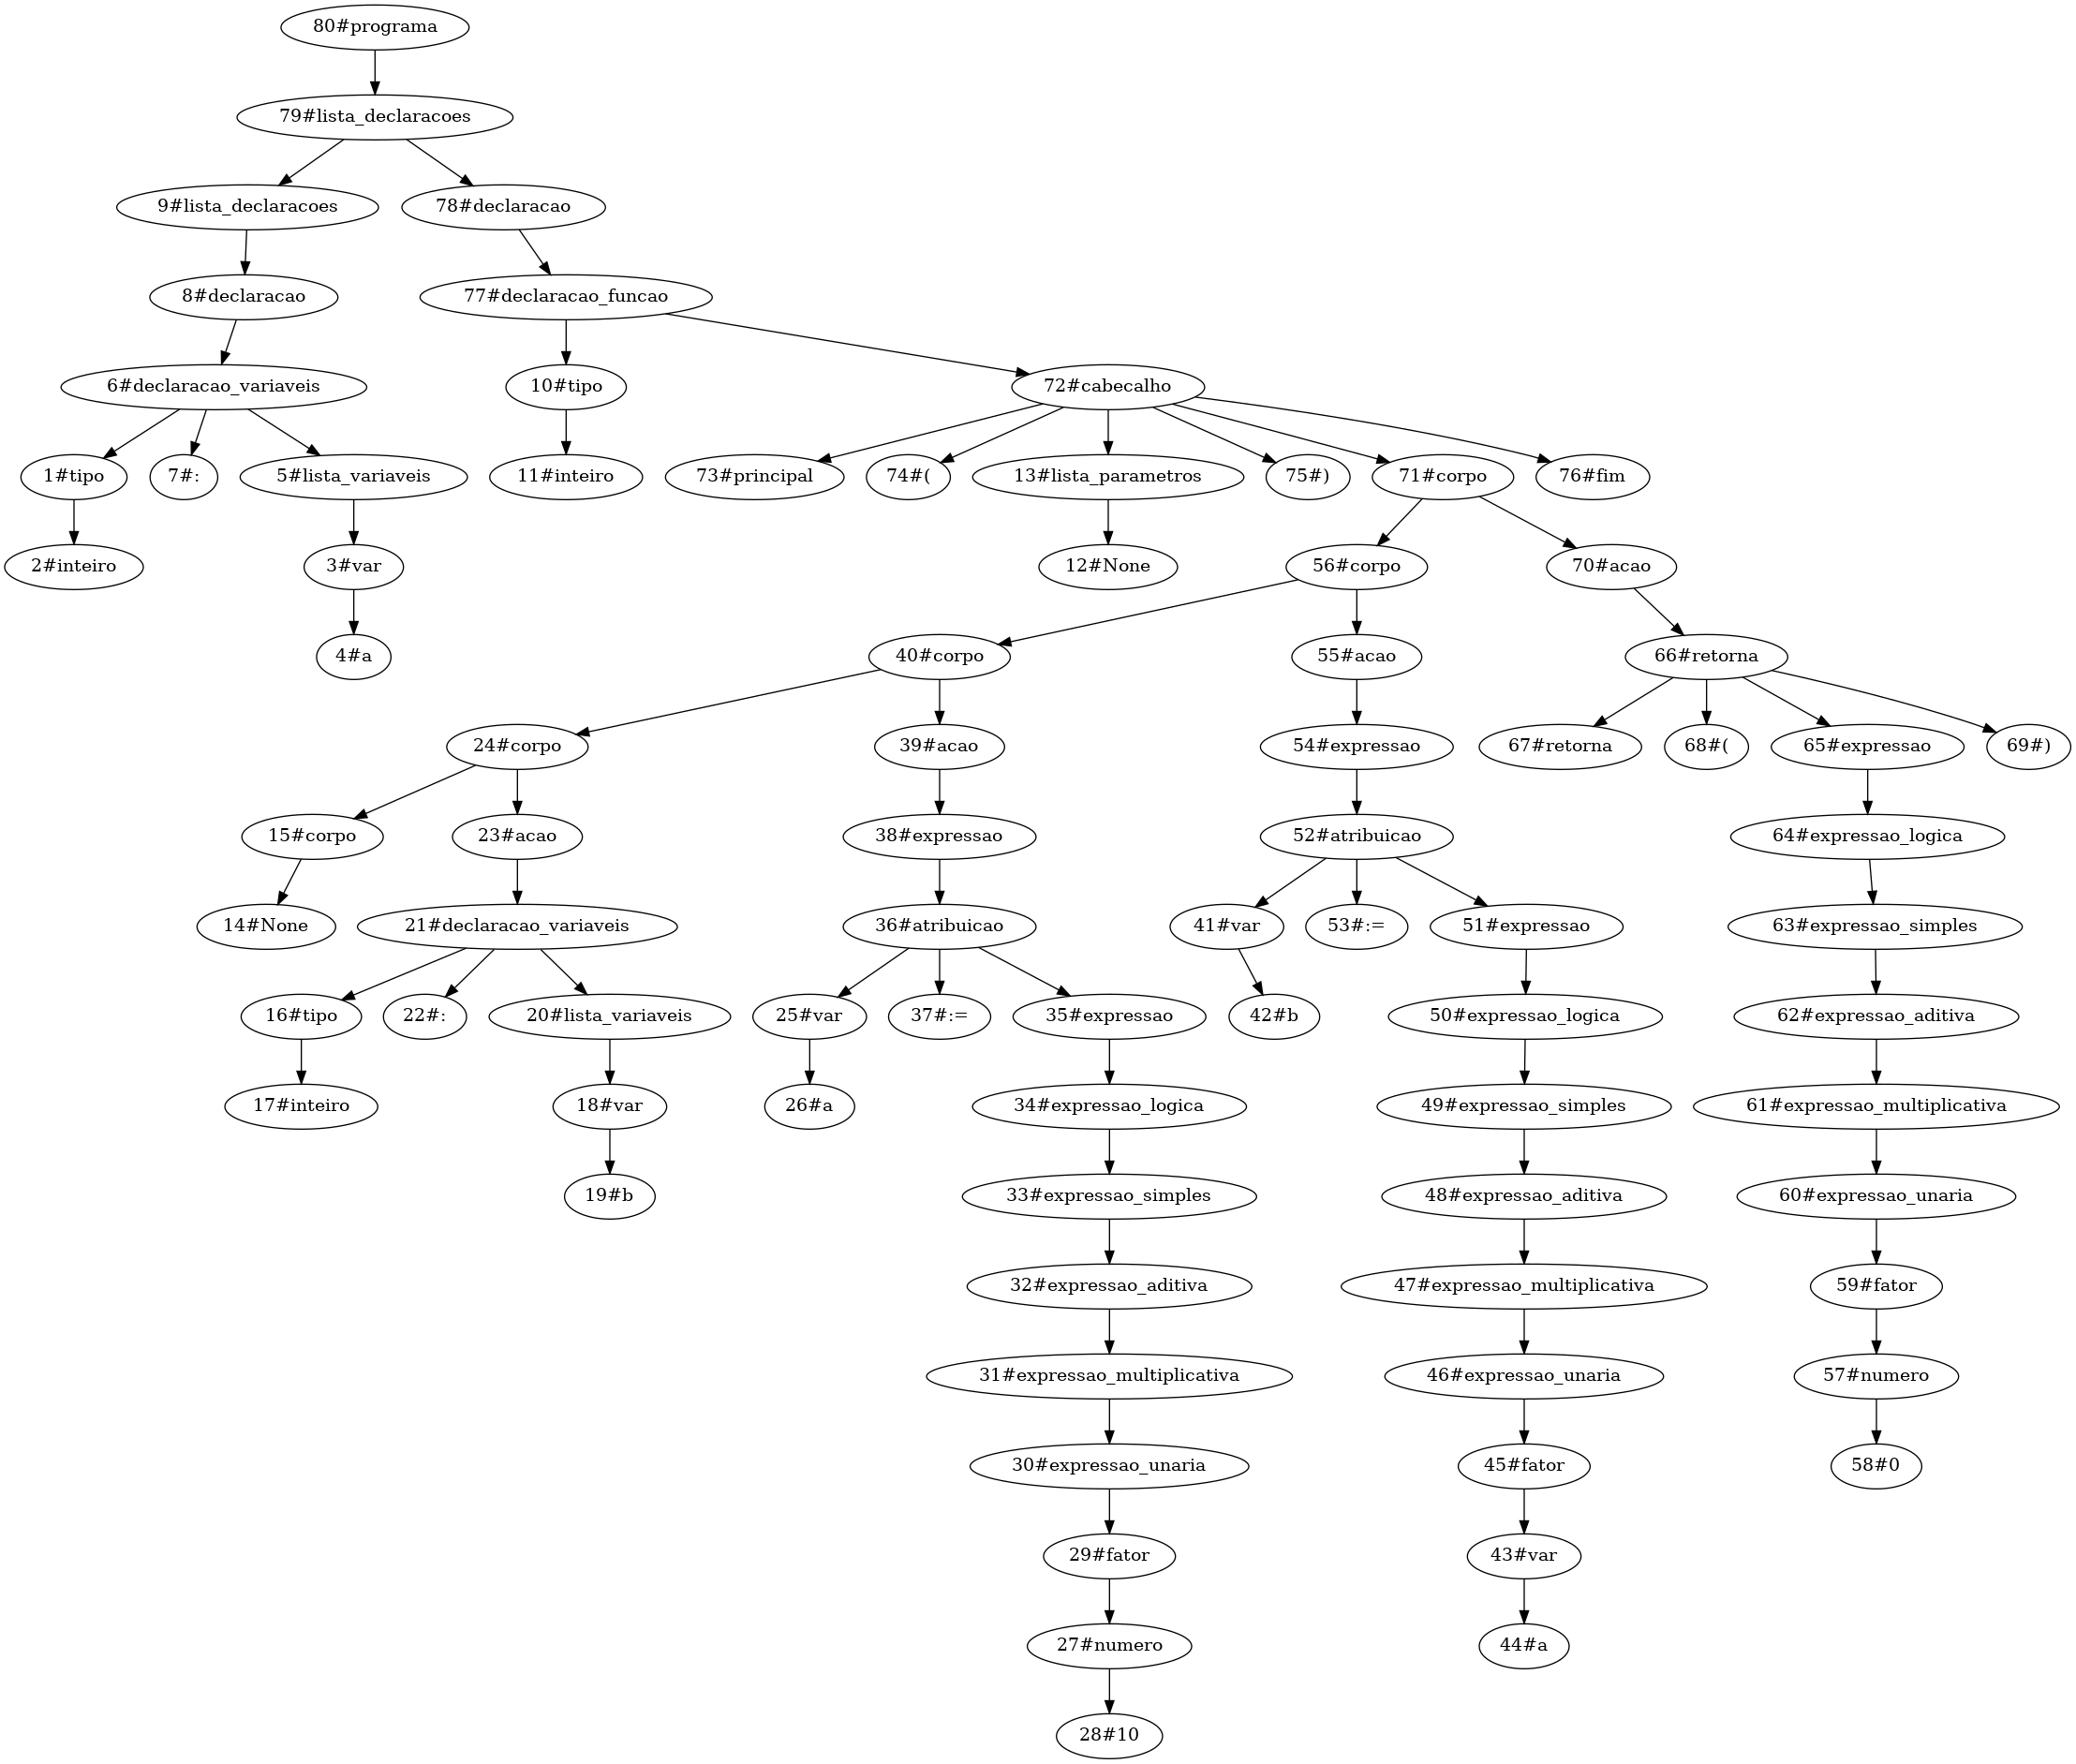 80#programa
79#lista_declaracoes
9#lista_declaracoes
78#declaracao
8#declaracao
77#declaracao_funcao
6#declaracao_variaveis
10#tipo
72#cabecalho
1#tipo
7#:
5#lista_variaveis
11#inteiro
73#principal
74#(
13#lista_parametros
75#)
71#corpo
76#fim
2#inteiro
3#var
12#None
56#corpo
70#acao
4#a
40#corpo
55#acao
66#retorna
24#corpo
39#acao
54#expressao
67#retorna
68#(
65#expressao
69#)
15#corpo
23#acao
38#expressao
52#atribuicao
64#expressao_logica
14#None
21#declaracao_variaveis
36#atribuicao
41#var
53#:=
51#expressao
63#expressao_simples
16#tipo
22#:
20#lista_variaveis
25#var
37#:=
35#expressao
42#b
50#expressao_logica
62#expressao_aditiva
17#inteiro
18#var
26#a
34#expressao_logica
49#expressao_simples
61#expressao_multiplicativa
19#b
33#expressao_simples
48#expressao_aditiva
60#expressao_unaria
32#expressao_aditiva
47#expressao_multiplicativa
59#fator
31#expressao_multiplicativa
46#expressao_unaria
57#numero
30#expressao_unaria
45#fator
58#0
29#fator
43#var
27#numero
44#a
28#10